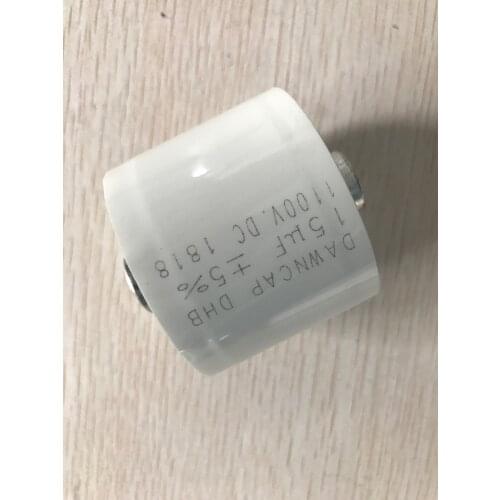 DAWNCAP DHB
15μF ±5%
1100V.DC 1818